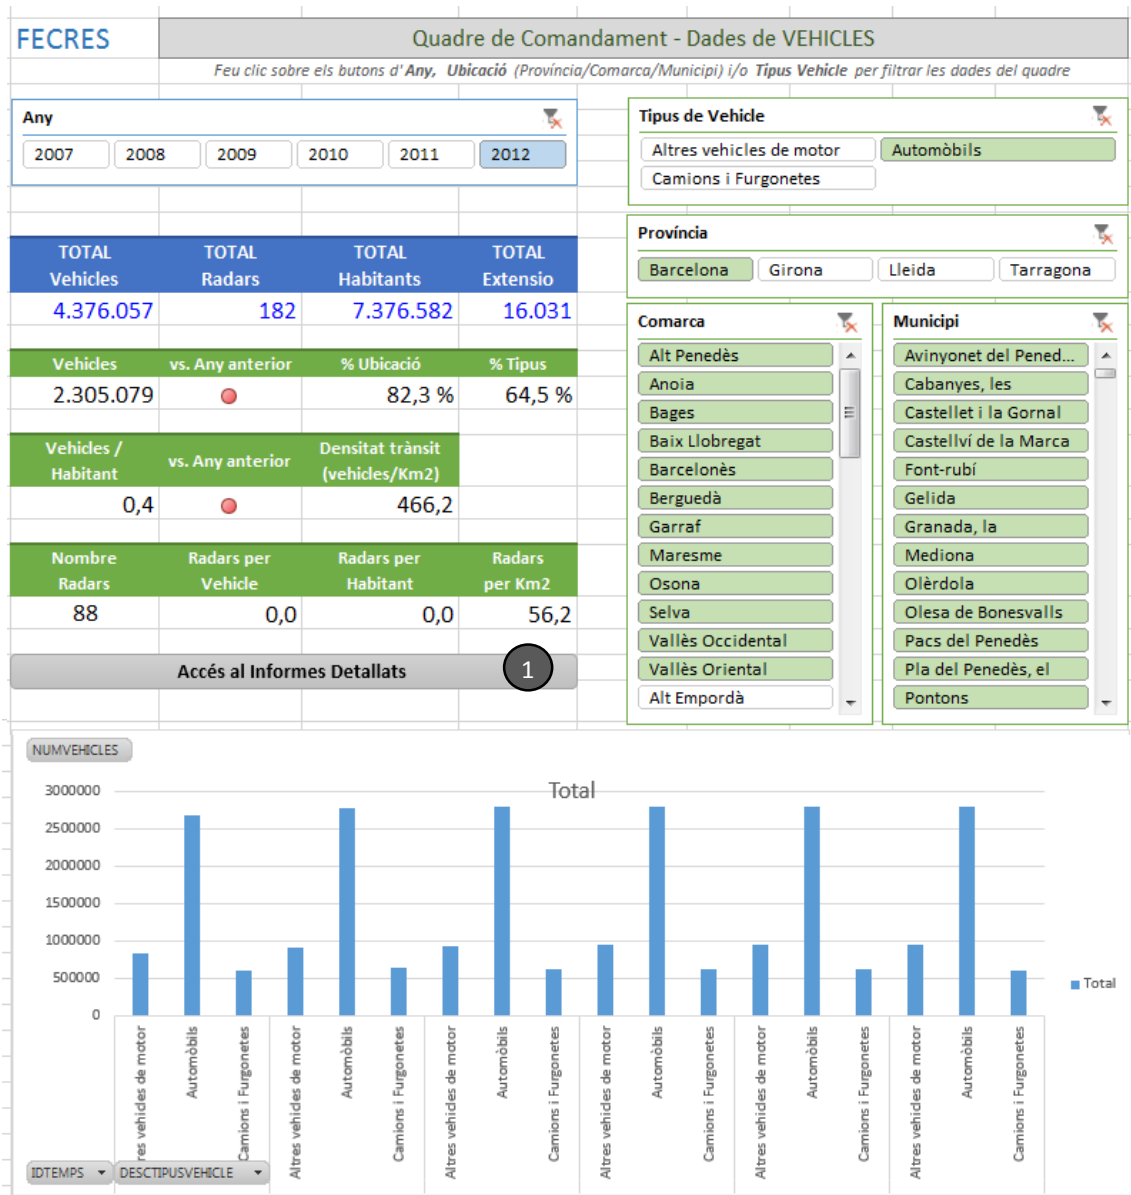 FECRES
Quadre de Comandament - Dades de VEHICLES
Feu clic sobre els butons d'Any, Ubicació (Província/Comarca/Municipi) i/o Tipus Vehicle per filtrar les dades del quadre
Any
2007 2008 2009 2010 2011 2012
Tipus de Vehicle
Altres vehicles de motor Automòbils
Camions i Furgonetes
Província
Barcelona Girona Lleida Tarragona
TOTAL Vehicles TOTAL Radars TOTAL Habitants TOTAL Extensio
4.376.057 182 7.376.582 16.031
Vehicles vs. Any anterior % Ubicació % Tipus
2.305.079 82,3 % 64,5 %
Vehicles / Habitant vs. Any anterior Densitat trànsit (vehicles/Km2)
0,4 466,2
Nombre Radars Radars per Vehicle Radars per Habitant Radars per Km2
88 0,0 0,0 56,2
Accés al Informes Detallats 1
Comarca
Alt Penedès
Anoia
Bages
Baix Llobregat
Barcelonès
Berguedà
Garraf
Maresme
Osona
Selva
Vallès Occidental
Vallès Oriental
Alt Empordà
Municipi
Avinyonet del Pened...
Cabanyes, les
Castellet i la Gornal
Castellví de la Marca
Font-rubí
Gelida
Granada, la
Mediona
Olèrdola
Olesa de Bonesvalls
Pacs del Penedès
Pla del Penedès, el
Pontons
NUMVEHICLES
Total
3000000
2500000
2000000
1500000
1000000
500000
0
Total
res vehicles de motor
Automòbils
Camions i Furgonetes
Altres vehicles de motor
Automòbils
Camions i Furgonetes
Altres vehicles de motor
Automòbils
Camions i Furgonetes
Altres vehicles de motor
Automòbils
Camions i Furgonetes
Altres vehicles de motor
Automòbils
Camions i Furgonetes
Altres vehicles de motor
Automòbils
Camions i Furgonetes
IDTEMPS DESCTIPUSVEHICLE